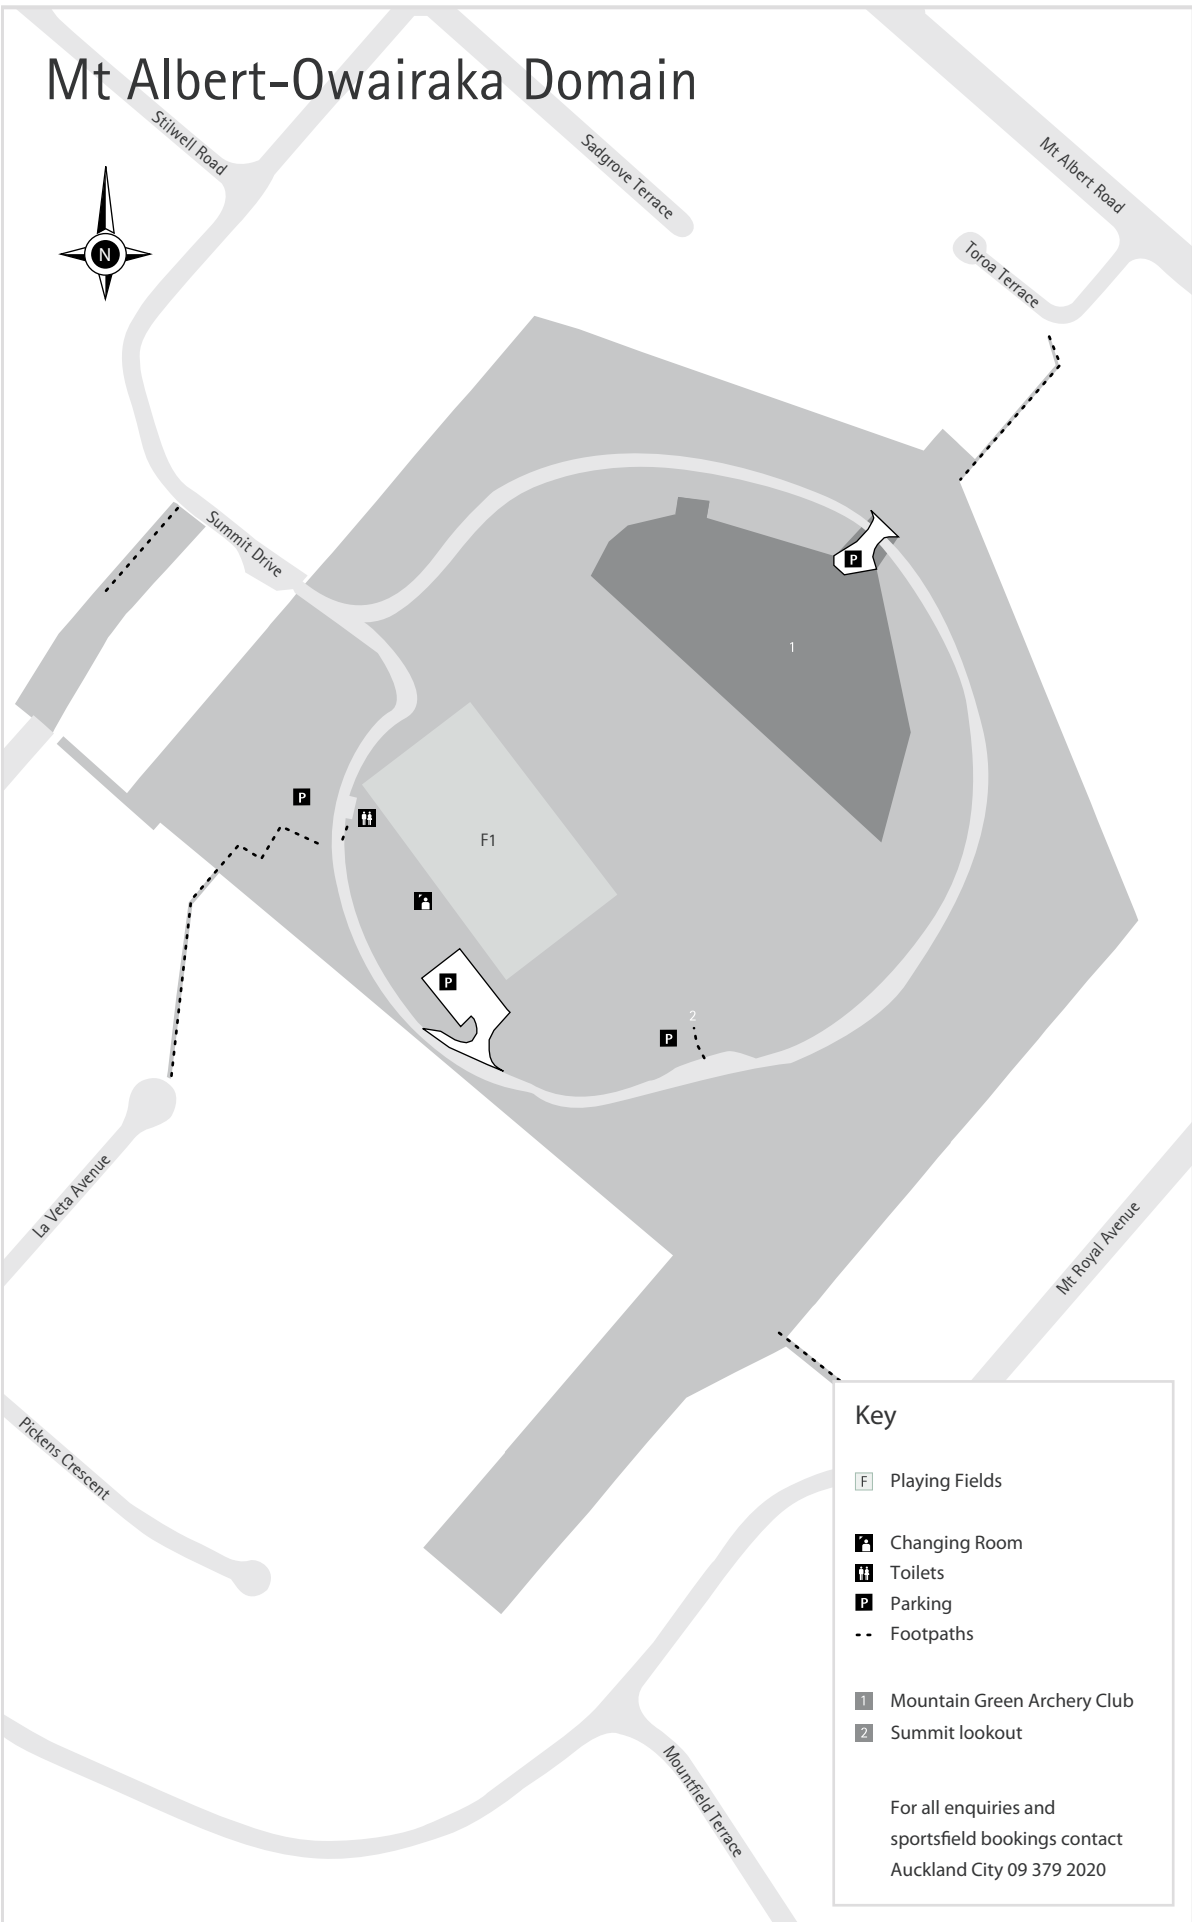 Mt Albert-Owairaka Domain
Stilwell Road
Sadgrove Terrace
Mt Albert Road
N
Toroa Terrace
Summit Drive
P
1
P
F1
P
2
P
La Veta Avenue
Mt Royal Avenue
Pickens Crescent
Mountfield Terrace
Key
F Playing Fields
Changing Room
Toilets
P Parking
Footpaths
1 Mountain Green Archery Club
2 Summit lookout
For all enquiries and
sportsfield bookings contact
Auckland City 09 379 2020